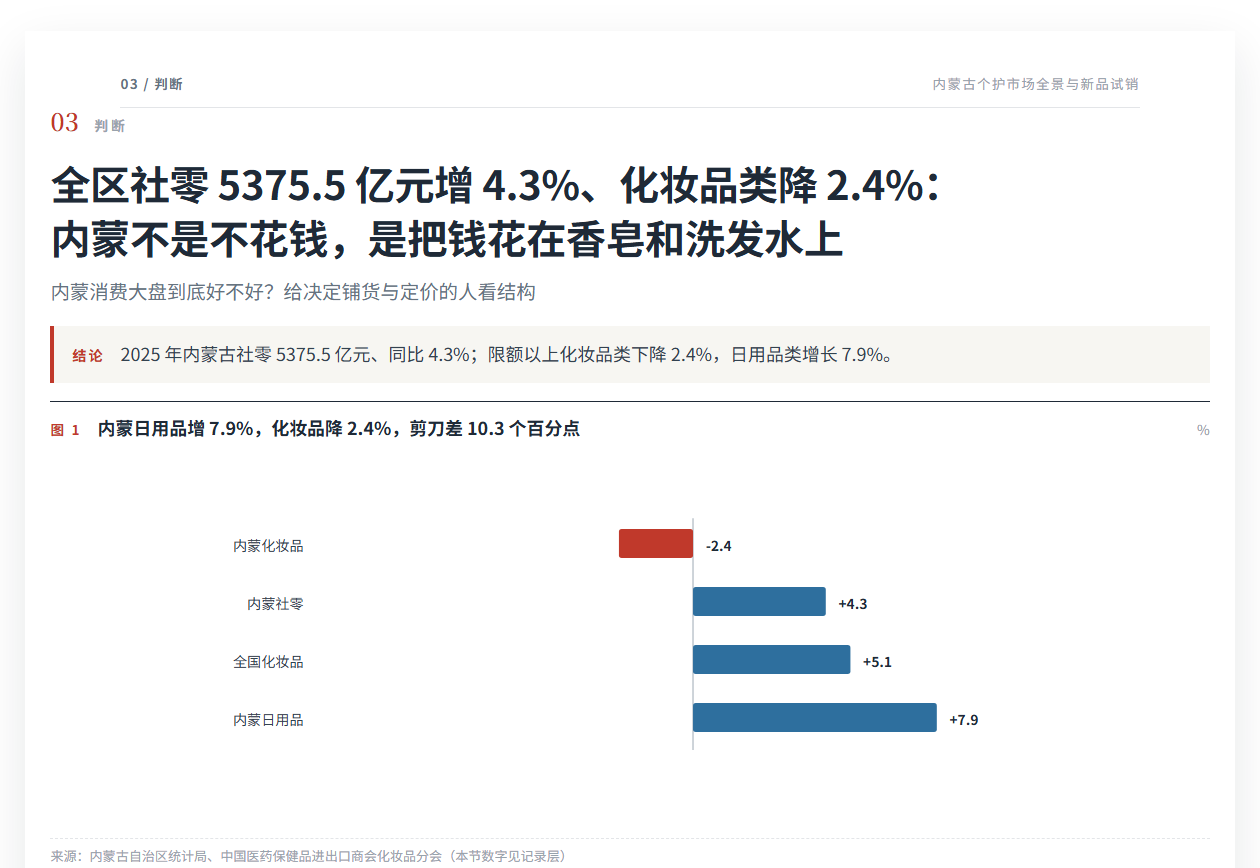 03 / 判断
内蒙古个护市场全景与新品试销
03 判断
全区社零 5375.5 亿元增 4.3%、化妆品类降 2.4%：
内蒙不是不花钱，是把钱花在香皂和洗发水上
内蒙消费大盘到底好不好？给决定铺货与定价的人看结构
结论 2025 年内蒙古社零 5375.5 亿元、同比 4.3%；限额以上化妆品类下降 2.4%，日用品类增长 7.9%。
图 1 内蒙日用品增 7.9%，化妆品降 2.4%，剪刀差 10.3 个百分点
%
内蒙化妆品 -2.4
内蒙社零 +4.3
全国化妆品 +5.1
内蒙日用品 +7.9
来源：内蒙古自治区统计局、中国医药保健品进出口商会化妆品分会（本节数字见记录层）